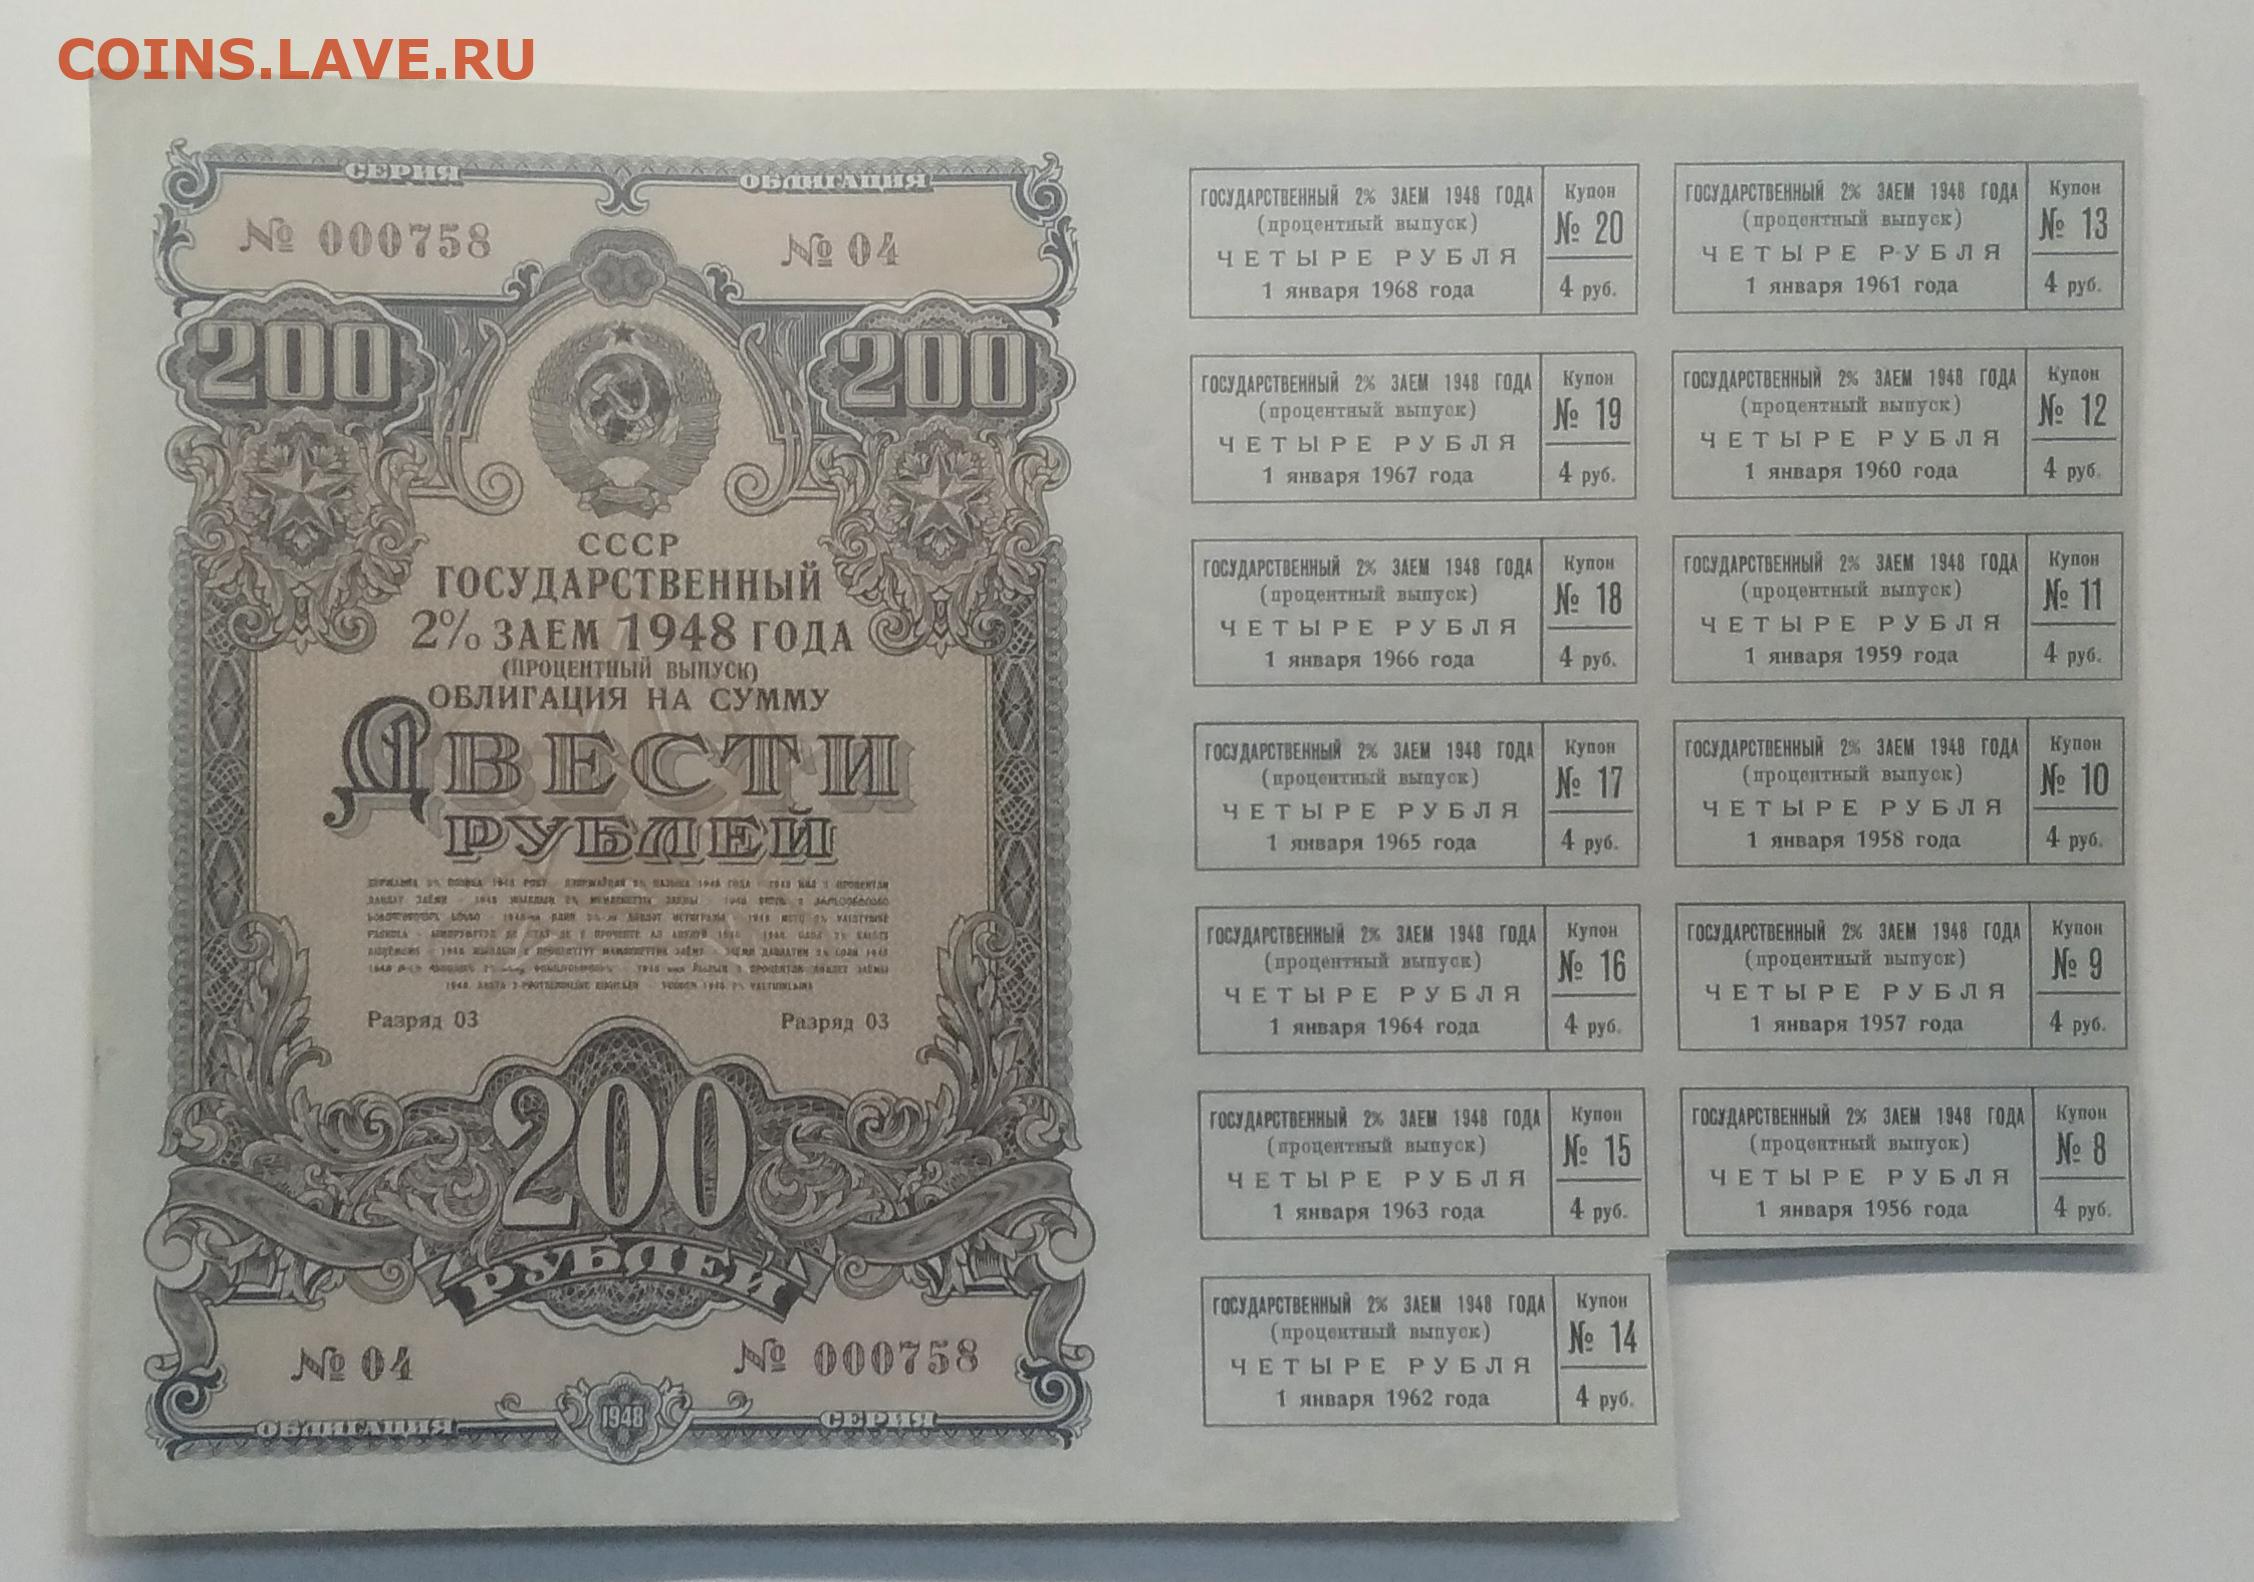 COINS.LAVE.RU
СЕРИЯ ОБЛИГАЦИЯ
№ 000758 № 04
200 200
СССР
ГОСУДАРСТВЕННЫЙ
2% ЗАЕМ 1948 ГОДА
(ПРОЦЕНТНЫЙ ВЫПУСК)
ОБЛИГАЦИЯ НА СУММУ
ДВЕСТИ
РУБЛЕЙ
Разряд 03 Разряд 03
200
РУБЛЕЙ
№ 04 № 000758
ОБЛИГАЦИЯ 1948 СЕРИЯ
ГОСУДАРСТВЕННЫЙ 2% ЗАЕМ 1948 ГОДА
(процентный выпуск)
ЧЕТЫРЕ РУБЛЯ
1 января 1968 года
Купон
№ 20
4 руб.
ГОСУДАРСТВЕННЫЙ 2% ЗАЕМ 1948 ГОДА
(процентный выпуск)
ЧЕТЫРЕ РУБЛЯ
1 января 1967 года
Купон
№ 19
4 руб.
ГОСУДАРСТВЕННЫЙ 2% ЗАЕМ 1948 ГОДА
(процентный выпуск)
ЧЕТЫРЕ РУБЛЯ
1 января 1966 года
Купон
№ 18
4 руб.
ГОСУДАРСТВЕННЫЙ 2% ЗАЕМ 1948 ГОДА
(процентный выпуск)
ЧЕТЫРЕ РУБЛЯ
1 января 1965 года
Купон
№ 17
4 руб.
ГОСУДАРСТВЕННЫЙ 2% ЗАЕМ 1948 ГОДА
(процентный выпуск)
ЧЕТЫРЕ РУБЛЯ
1 января 1964 года
Купон
№ 16
4 руб.
ГОСУДАРСТВЕННЫЙ 2% ЗАЕМ 1948 ГОДА
(процентный выпуск)
ЧЕТЫРЕ РУБЛЯ
1 января 1963 года
Купон
№ 15
4 руб.
ГОСУДАРСТВЕННЫЙ 2% ЗАЕМ 1948 ГОДА
(процентный выпуск)
ЧЕТЫРЕ РУБЛЯ
1 января 1962 года
Купон
№ 14
4 руб.
ГОСУДАРСТВЕННЫЙ 2% ЗАЕМ 1948 ГОДА
(процентный выпуск)
ЧЕТЫРЕ РУБЛЯ
1 января 1961 года
Купон
№ 13
4 руб.
ГОСУДАРСТВЕННЫЙ 2% ЗАЕМ 1948 ГОДА
(процентный выпуск)
ЧЕТЫРЕ РУБЛЯ
1 января 1960 года
Купон
№ 12
4 руб.
ГОСУДАРСТВЕННЫЙ 2% ЗАЕМ 1948 ГОДА
(процентный выпуск)
ЧЕТЫРЕ РУБЛЯ
1 января 1959 года
Купон
№ 11
4 руб.
ГОСУДАРСТВЕННЫЙ 2% ЗАЕМ 1948 ГОДА
(процентный выпуск)
ЧЕТЫРЕ РУБЛЯ
1 января 1958 года
Купон
№ 10
4 руб.
ГОСУДАРСТВЕННЫЙ 2% ЗАЕМ 1948 ГОДА
(процентный выпуск)
ЧЕТЫРЕ РУБЛЯ
1 января 1957 года
Купон
№ 9
4 руб.
ГОСУДАРСТВЕННЫЙ 2% ЗАЕМ 1948 ГОДА
(процентный выпуск)
ЧЕТЫРЕ РУБЛЯ
1 января 1956 года
Купон
№ 8
4 руб.